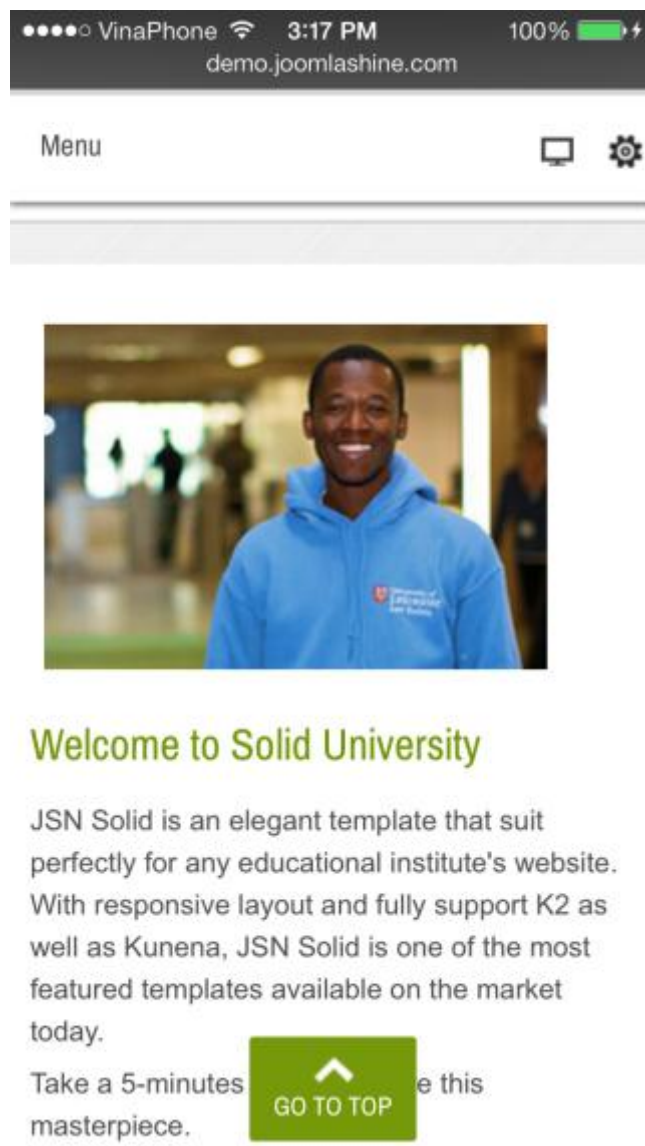 VinaPhone 3:17 PM 100%
demo.joomlashine.com
Menu
University of
Welcome to Solid University
JSN Solid is an elegant template that suit
perfectly for any educational institute's website.
With responsive layout and fully support K2 as
well as Kunena, JSN Solid is one of the most
featured templates available on the market
today.
Take a 5-minutes e this
masterpiece.
GO TO TOP